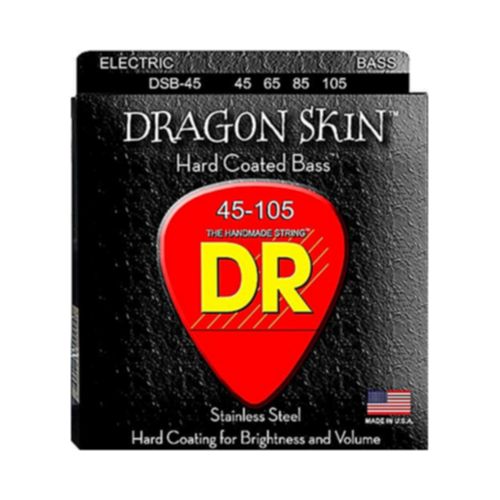 ELECTRIC BASS
DSB-45 45 65 85 105
DRAGON SKIN™
Hard Coated Bass
45-105
THE HANDMADE STRING™
DR
Stainless Steel
MADE IN U.S.A.
Hard Coating for Brightness and Volume